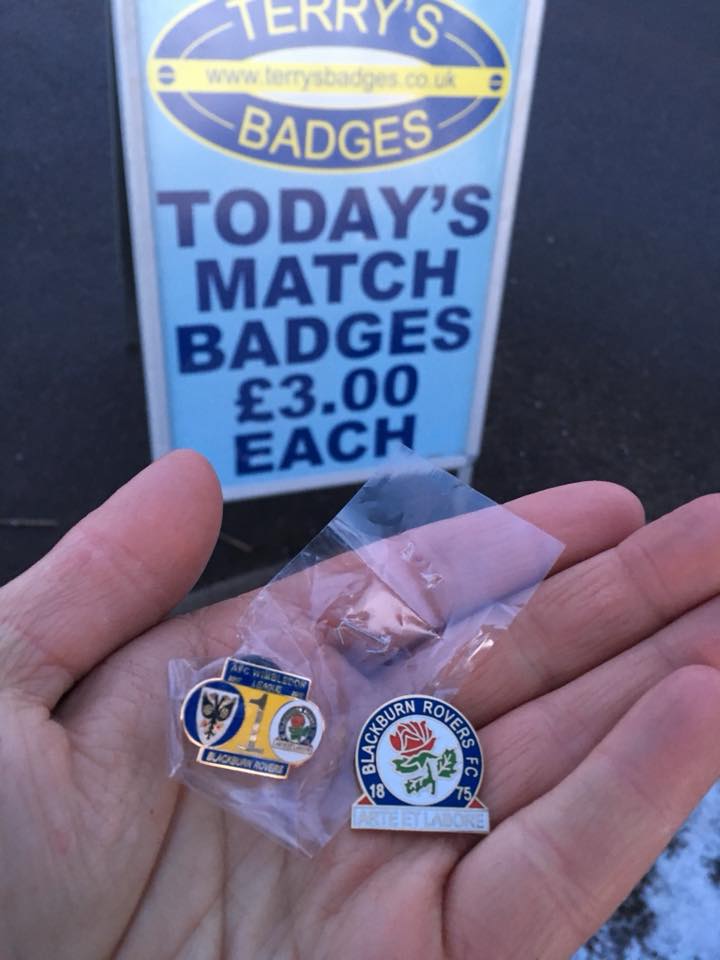 TERRY'S
www.terrysbadges.co.uk
BADGES
TODAY'S
MATCH
BADGES
£3.00
EACH
AFC WIMBLEDON
LEAGUE
1
BLACKBURN ROVERS
BLACKBURN ROVERS FC
18 75
ARTE ET LABORE